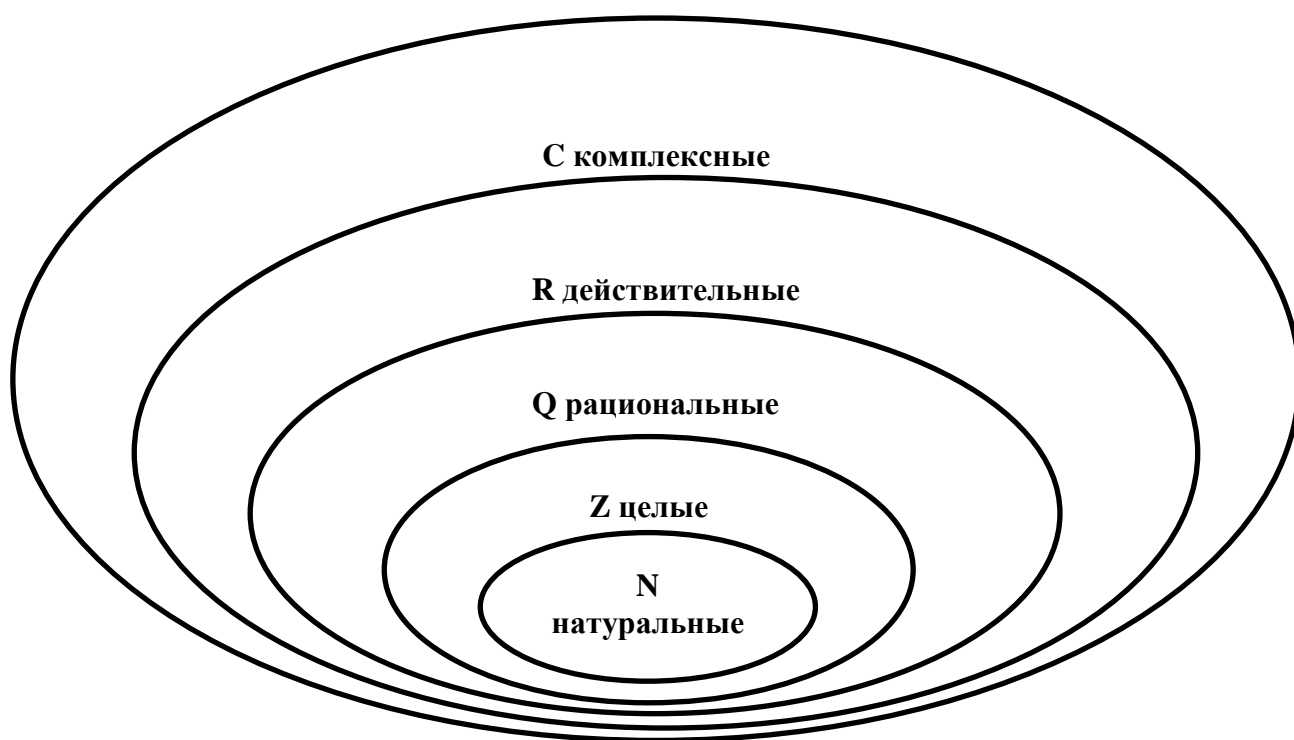 C комплексные
R действительные
Q рациональные
Z целые
N
натуральные